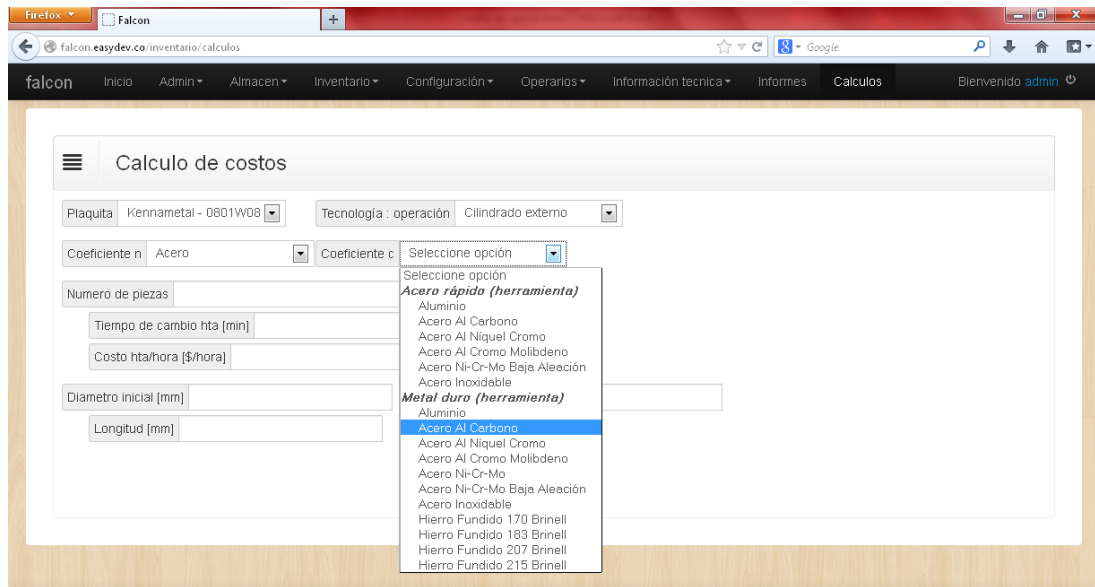 Firefox
Falcon
falcon.easydev.co/inventario/calculos
Google
falcon Inicio Admin Almacen Inventario Configuración Operarios Información tecnica Informes Calculos Bienvenido admin
Calculo de costos
Plaquita Kennametal - 0801W08 Tecnología : operación Cilindrado externo
Coeficiente n Acero Coeficiente c Seleccione opción
Seleccione opción
Acero rápido (herramienta)
Aluminio
Acero Al Carbono
Acero Al Níquel Cromo
Acero Al Cromo Molibdeno
Acero Ni-Cr-Mo Baja Aleación
Acero Inoxidable
Metal duro (herramienta)
Aluminio
Acero Al Carbono
Acero Al Níquel Cromo
Acero Al Cromo Molibdeno
Acero Ni-Cr-Mo
Acero Ni-Cr-Mo Baja Aleación
Acero Inoxidable
Hierro Fundido 170 Brinell
Hierro Fundido 183 Brinell
Hierro Fundido 207 Brinell
Hierro Fundido 215 Brinell
Numero de piezas
Tiempo de cambio hta [min]
Costo hta/hora [$/hora]
Diametro inicial [mm]
Longitud [mm]